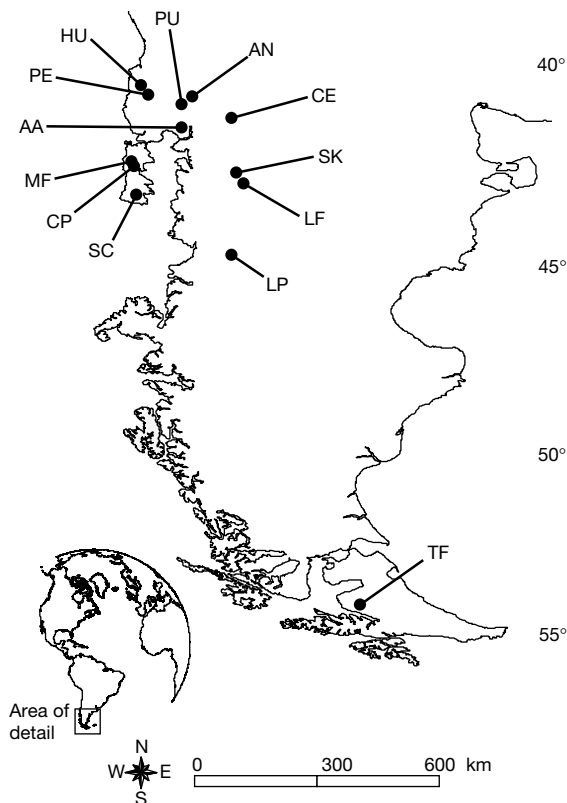 PU
HU
AN
40°
PE
CE
AA
SK
MF
CP
LF
SC
45°
LP
50°
TF
55°
Area of
detail
N
W E
S
0 300 600 km